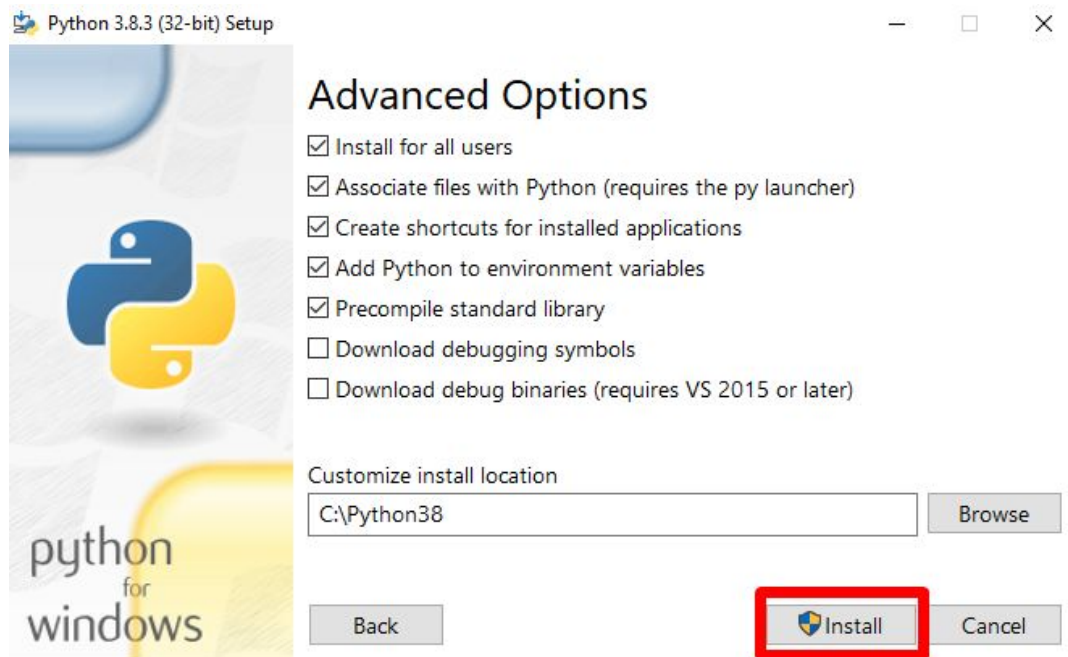 Python 3.8.3 (32-bit) Setup
Advanced Options
Install for all users
Associate files with Python (requires the py launcher)
Create shortcuts for installed applications
Add Python to environment variables
Precompile standard library
Download debugging symbols
Download debug binaries (requires VS 2015 or later)
Customize install location
C:\Python38
Browse
python
for
windows
Back
Install
Cancel